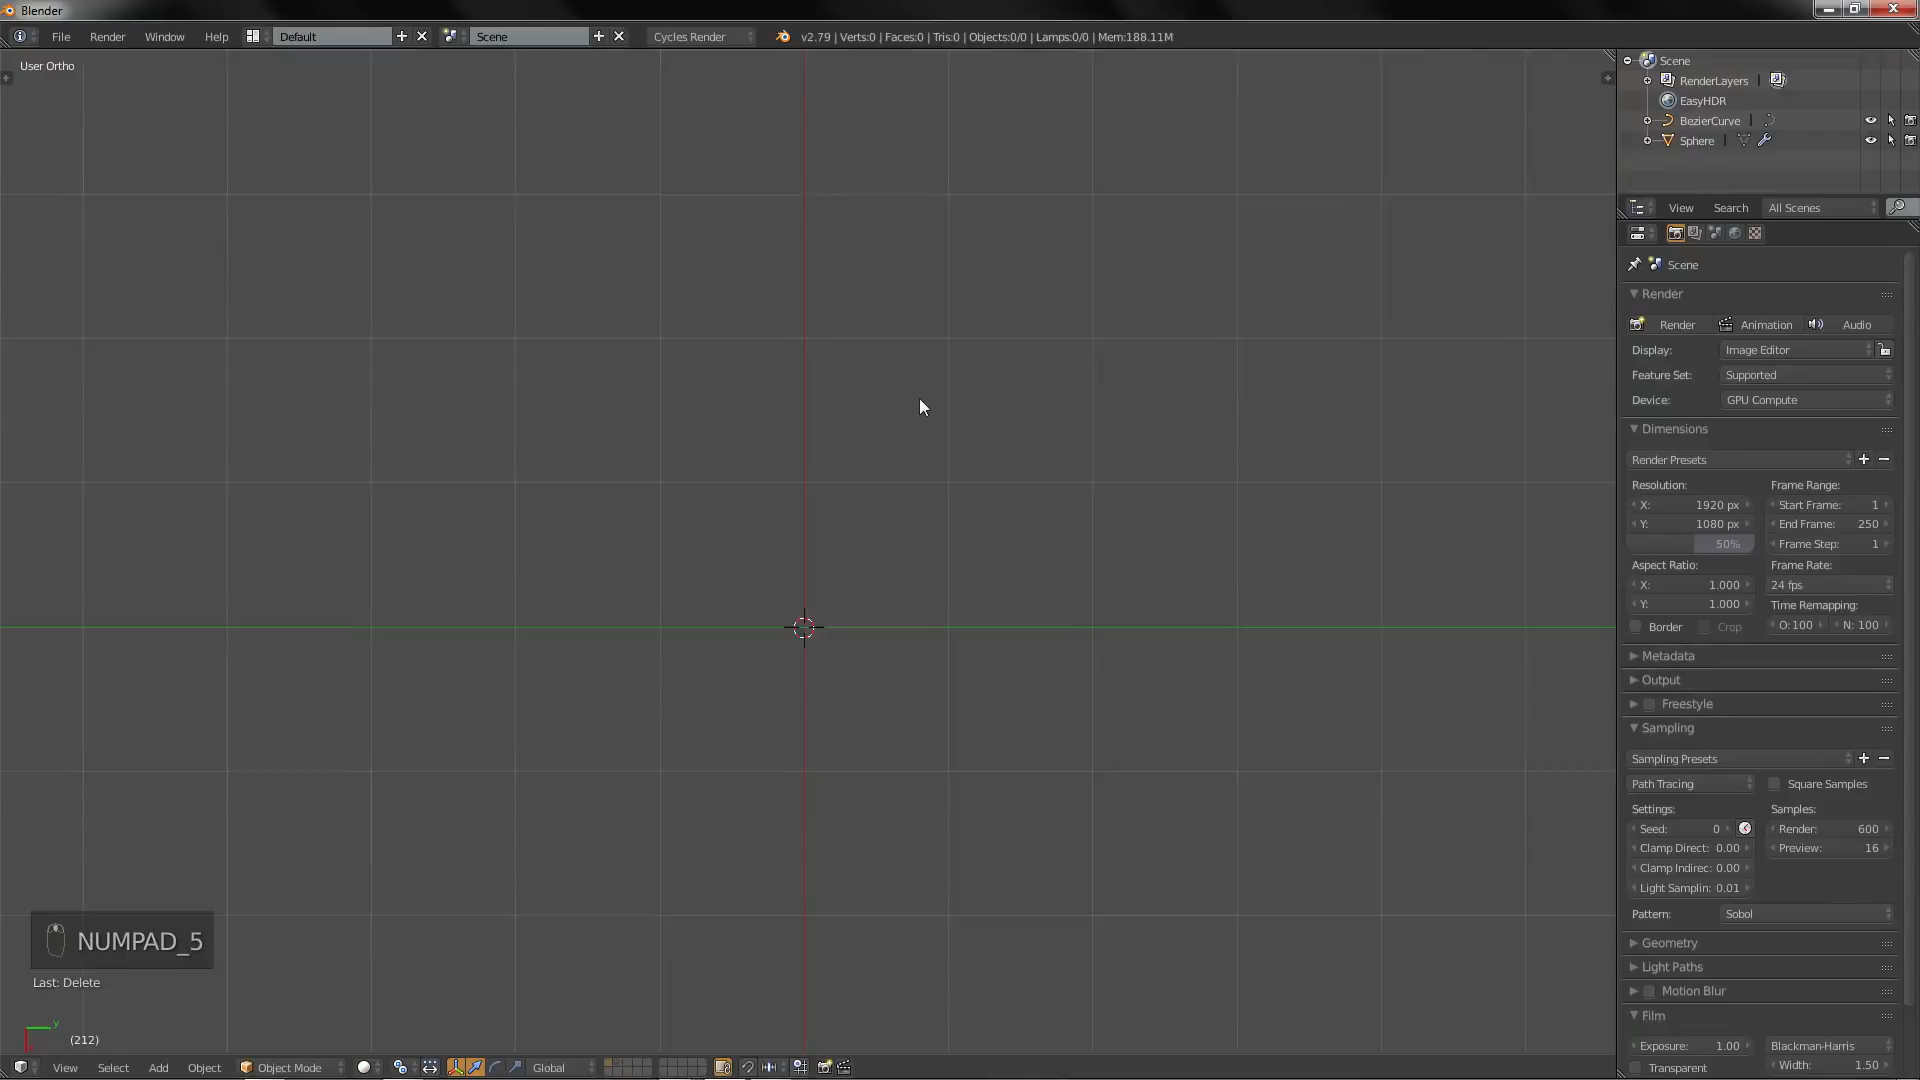 Blender
File Render Window Help Default Scene Cycles Render v2.79 | Verts:0 | Faces:0 | Tris:0 | Objects:0/0 | Lamps:0/0 | Mem:188.11M
User Ortho
Scene
RenderLayers
EasyHDR
BezierCurve
Sphere
View Search All Scenes
Scene
Render
Render Animation Audio
Display: Image Editor
Feature Set: Supported
Device: GPU Compute
Dimensions
Render Presets
Resolution: Frame Range:
X: 1920 px Start Frame: 1
Y: 1080 px End Frame: 250
50% Frame Step: 1
Aspect Ratio: Frame Rate:
X: 1.000 24 fps
Y: 1.000 Time Remapping:
Border Crop O:100 N: 100
Metadata
Output
Freestyle
Sampling
Sampling Presets
Path Tracing Square Samples
Settings: Samples:
Seed: 0 Render: 600
Clamp Direct: 0.00 Preview: 16
Clamp Indirec: 0.00
Light Samplin: 0.01
Pattern: Sobol
Geometry
Light Paths
Motion Blur
Film
Exposure: 1.00 Blackman-Harris
Transparent Width: 1.50
NUMPAD_5
Last: Delete
y
(212)
View Select Add Object Object Mode Global